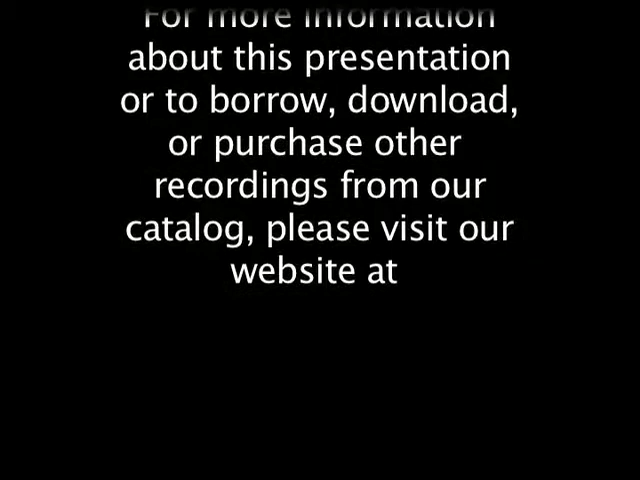 For more information
about this presentation
or to borrow, download,
or purchase other
recordings from our
catalog, please visit our
website at